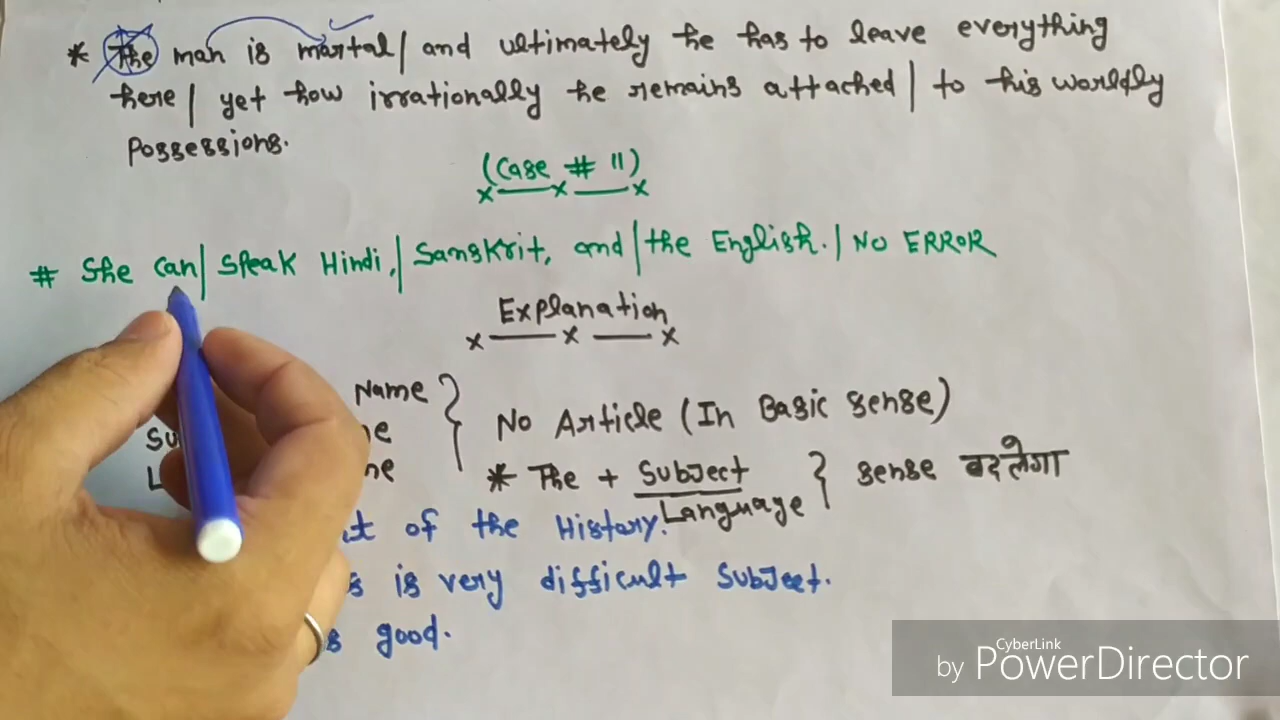 * The man is mortal/ and ultimately he has to leave everything
here/ yet how irrationally he remains attached/ to his worldly
Possessions.
(Case # 11)
# She can/ speak Hindi,/ Sanskrit, and/ the English./ NO ERROR
Explanation
Name
No Article (In Basic sense)
* The + Subject
Language
sense बदलेगा
of the History.
is very difficult Subject.
good.
CyberLink
by PowerDirector